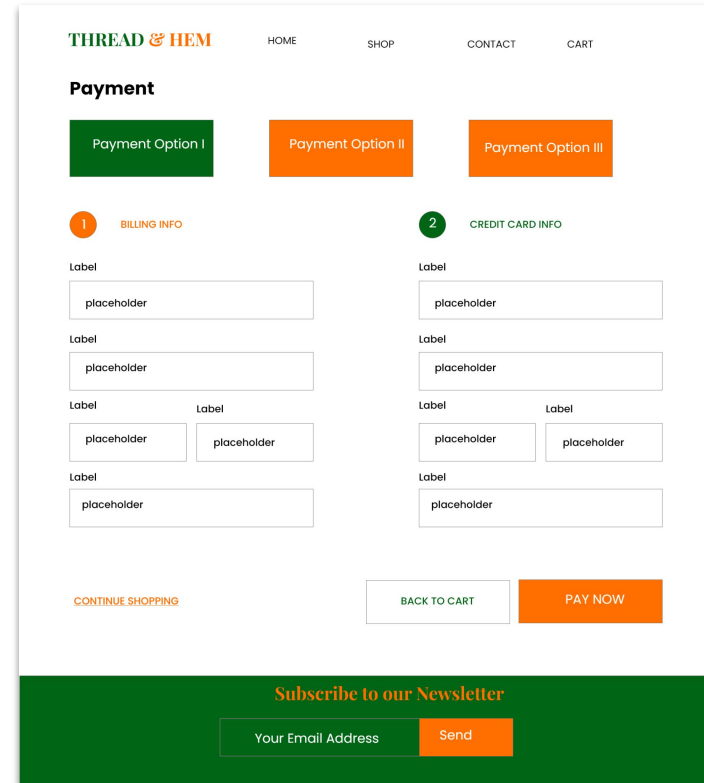 THREAD & HEM
HOME
SHOP
CONTACT
CART
Payment
Payment Option I
Payment Option II
Payment Option III
1
BILLING INFO
Label
placeholder
Label
placeholder
Label
Label
placeholder
placeholder
Label
placeholder
2
CREDIT CARD INFO
Label
placeholder
Label
placeholder
Label
Label
placeholder
placeholder
Label
placeholder
CONTINUE SHOPPING
BACK TO CART
PAY NOW
Subscribe to our Newsletter
Your Email Address
Send